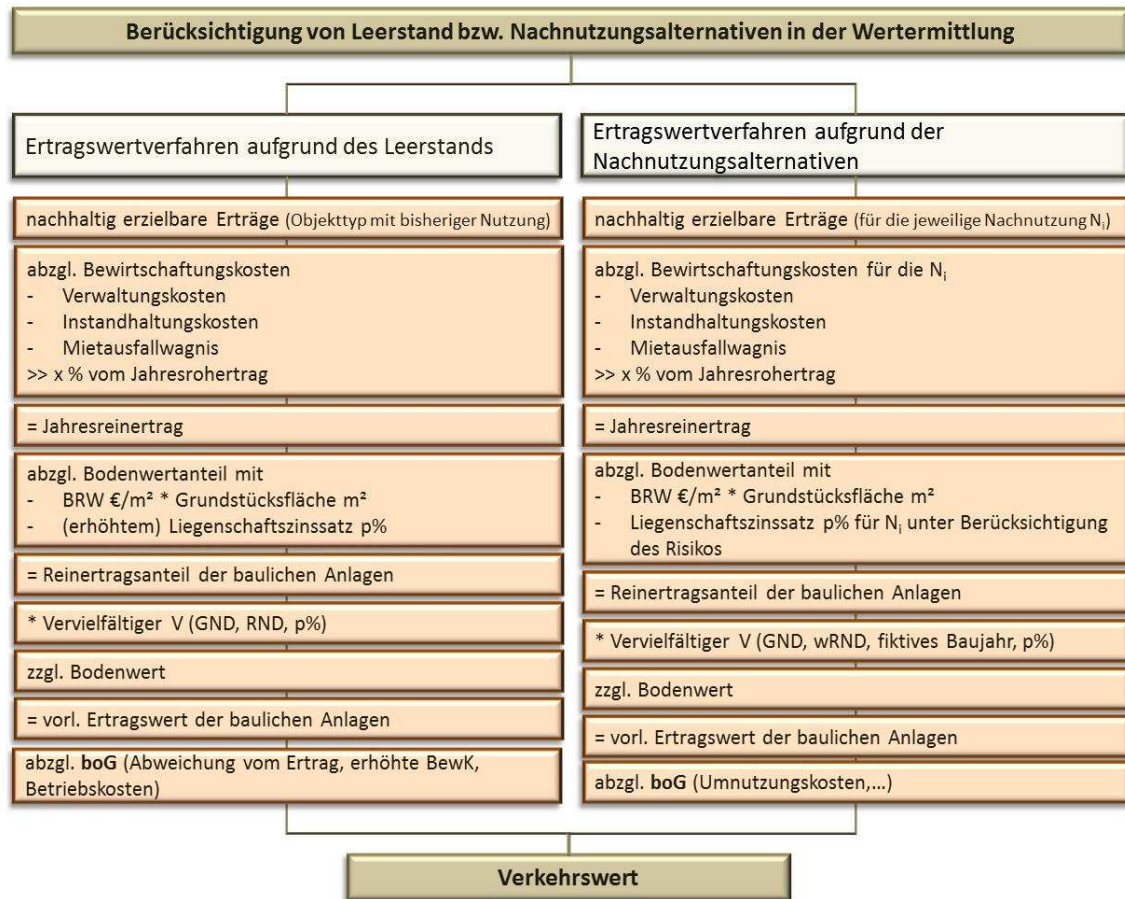 Berücksichtigung von Leerstand bzw. Nachnutzungsalternativen in der Wertermittlung
Ertragswertverfahren aufgrund des Leerstands
nachhaltig erzielbare Erträge (Objekttyp mit bisheriger Nutzung)
abzgl. Bewirtschaftungskosten
- Verwaltungskosten
- Instandhaltungskosten
- Mietausfallwagnis
>> x % vom Jahresrohertrag
= Jahresreinertrag
abzgl. Bodenwertanteil mit
- BRW €/m² * Grundstücksfläche m²
- (erhöhtem) Liegenschaftszinssatz p%
= Reinertragsanteil der baulichen Anlagen
* Vervielfältiger V (GND, RND, p%)
zzgl. Bodenwert
= vorl. Ertragswert der baulichen Anlagen
abzgl. boG (Abweichung vom Ertrag, erhöhte BewK,
Betriebskosten)
Ertragswertverfahren aufgrund der
Nachnutzungsalternativen
nachhaltig erzielbare Erträge (für die jeweilige Nachnutzung Nᵢ)
abzgl. Bewirtschaftungskosten für die Nᵢ
- Verwaltungskosten
- Instandhaltungskosten
- Mietausfallwagnis
>> x % vom Jahresrohertrag
= Jahresreinertrag
abzgl. Bodenwertanteil mit
- BRW €/m² * Grundstücksfläche m²
- Liegenschaftszinssatz p% für Nᵢ unter Berücksichtigung
des Risikos
= Reinertragsanteil der baulichen Anlagen
* Vervielfältiger V (GND, wRND, fiktives Baujahr, p%)
zzgl. Bodenwert
= vorl. Ertragswert der baulichen Anlagen
abzgl. boG (Umnutzungskosten,...)
Verkehrswert